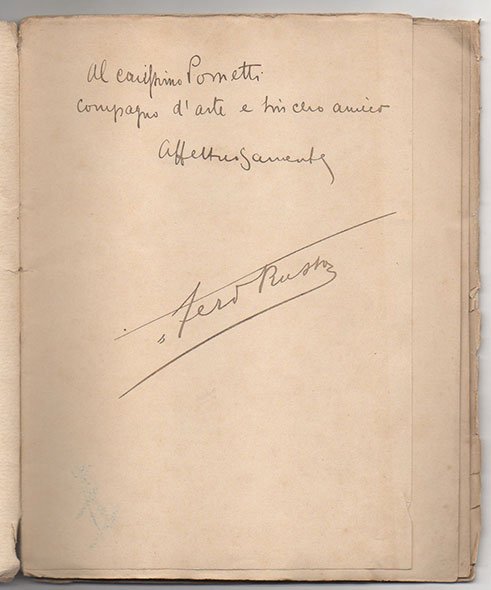 Al carissimo Pometti
compagno d'arte e sincero amico
Affettuosamente
Ferd Russo